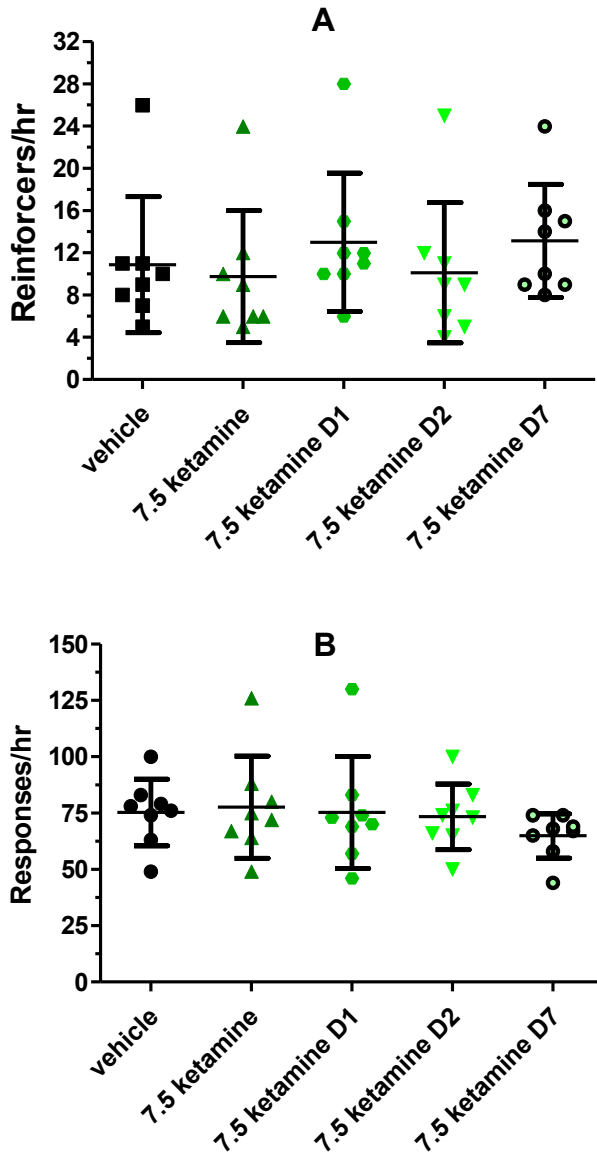 A
Reinforcers/hr
32
28
24
20
16
12
8
4
0
vehicle
7.5 ketamine
7.5 ketamine D1
7.5 ketamine D2
7.5 ketamine D7
B
Responses/hr
150
125
100
75
50
25
0
vehicle
7.5 ketamine
7.5 ketamine D1
7.5 ketamine D2
7.5 ketamine D7